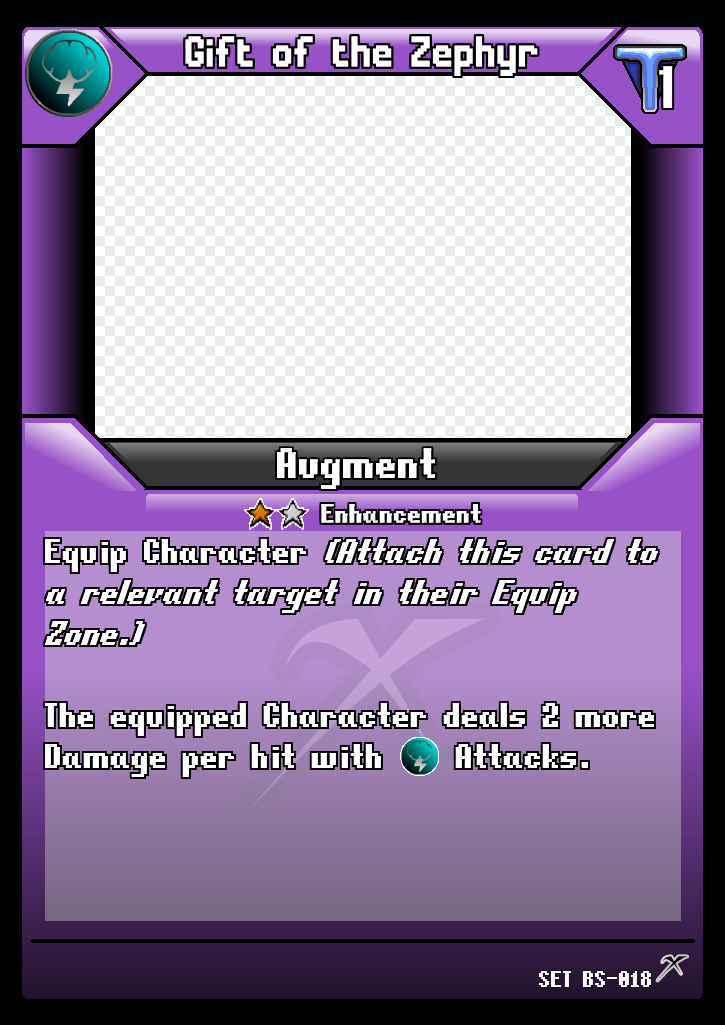 Gift of the Zephyr
T1
Augment
Enhancement
Equip Character (Attach this card to
a relevant target in their Equip
Zone.)
The equipped Character deals 2 more
Damage per hit with Attacks.
SET BS-018